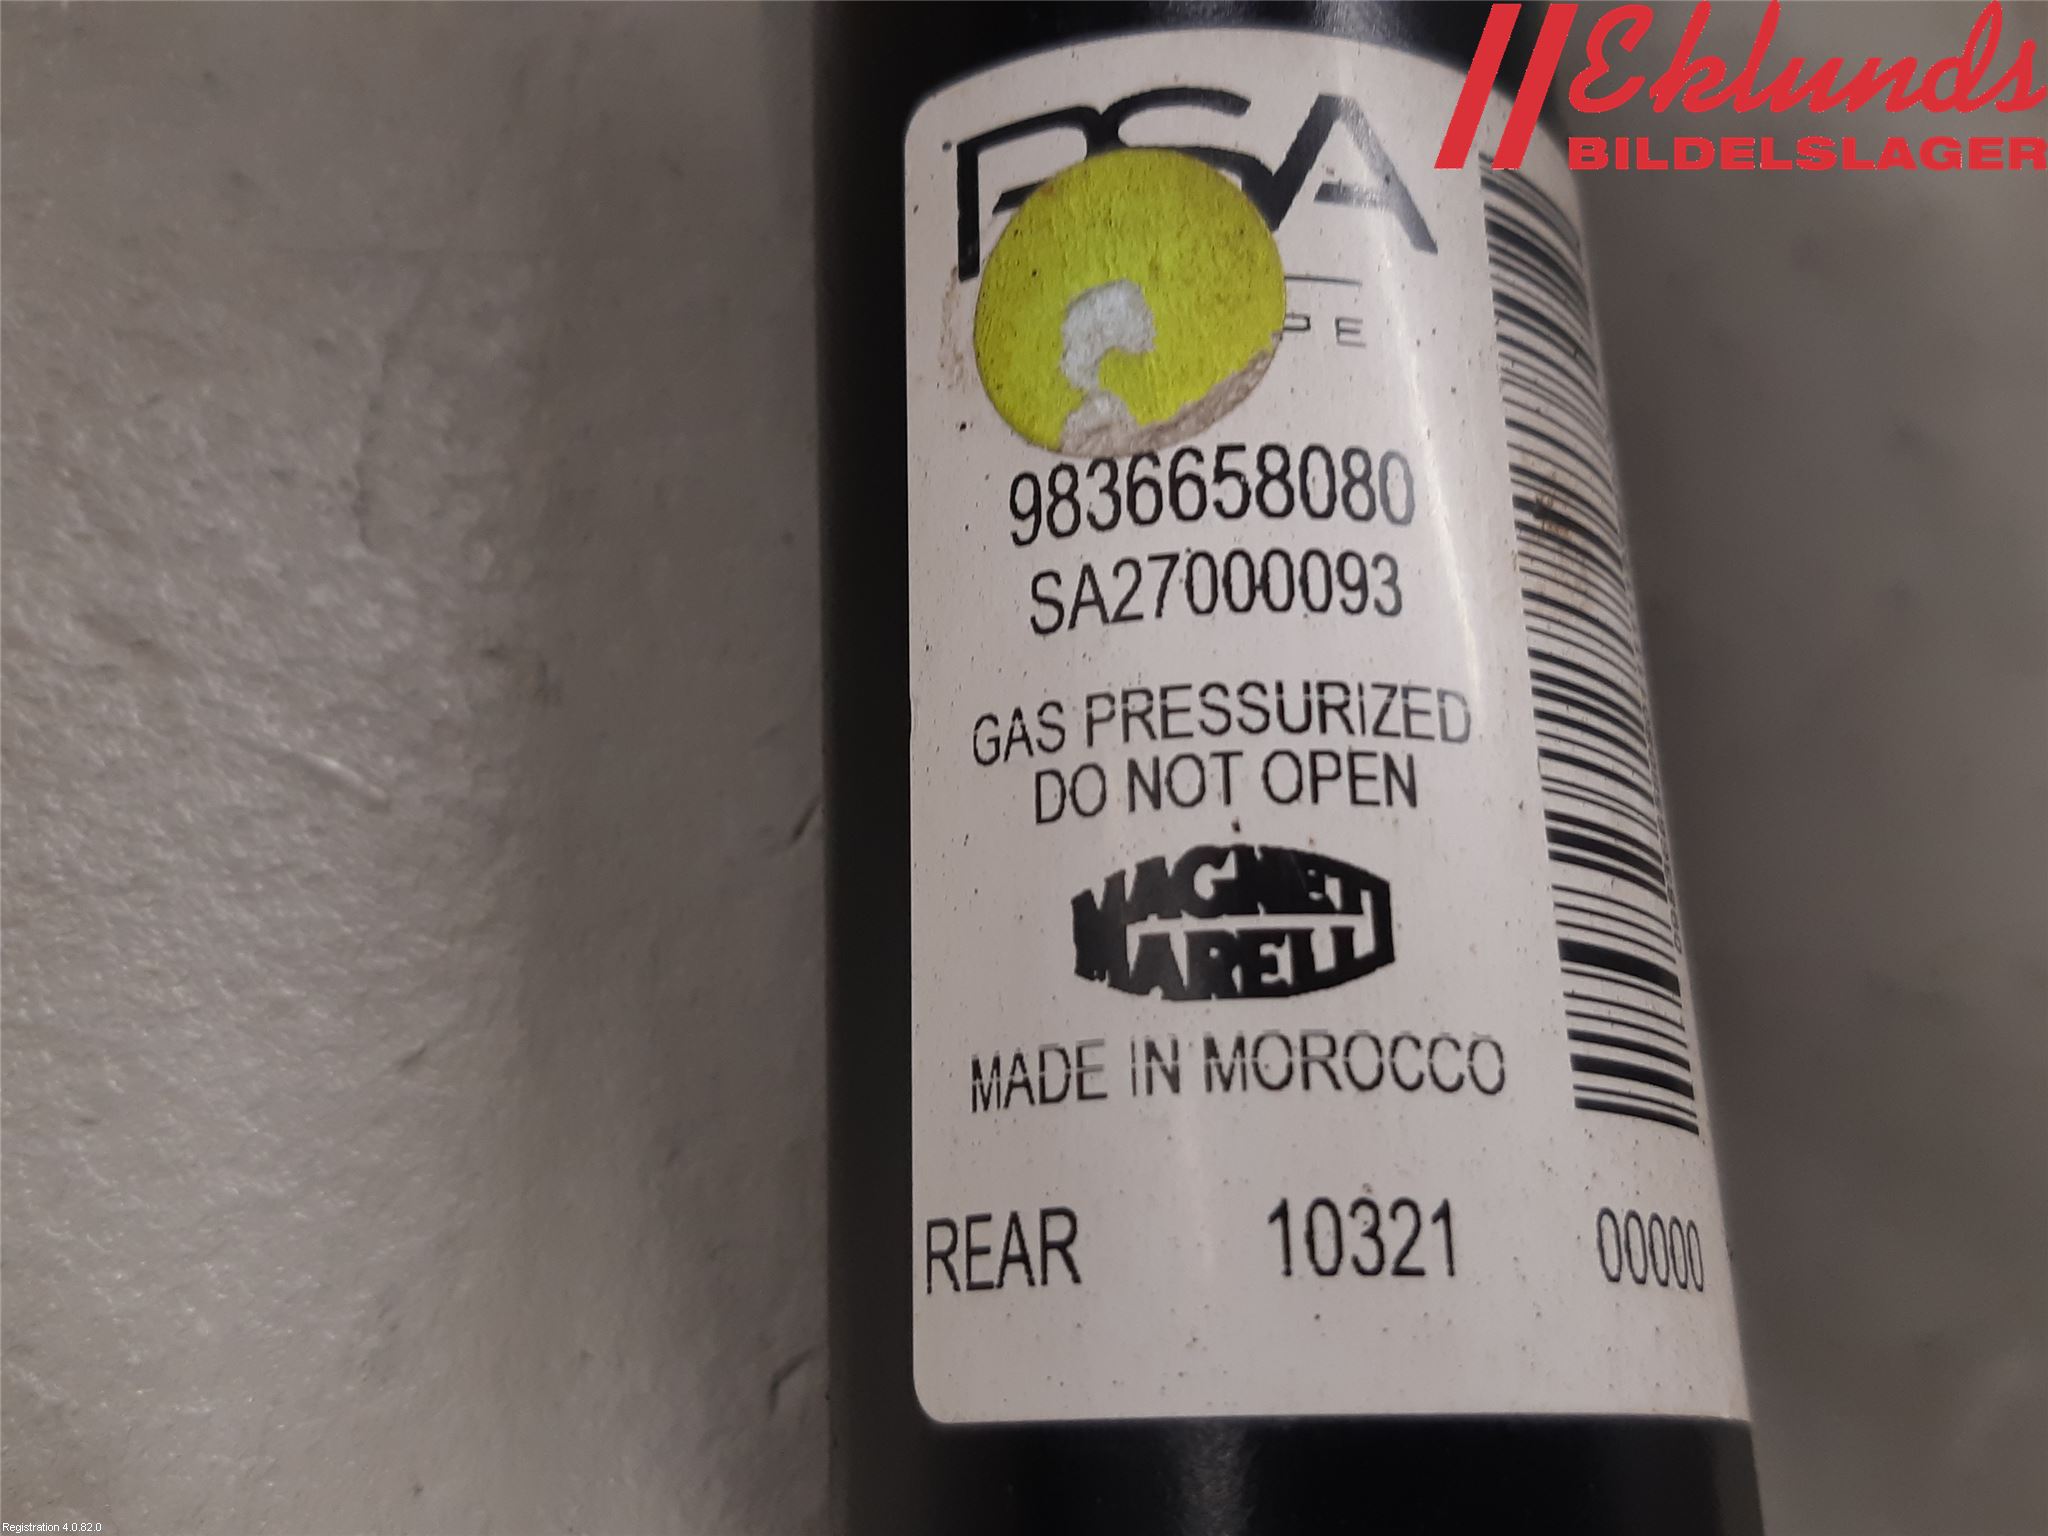 Eklunds
BILDELSLAGER
PSA
PE
9836658080
SA27000093
GAS PRESSURIZED
DO NOT OPEN
MAGNETI
MARELLI
MADE IN MOROCCO
REAR 10321 00000
Registration 4.0.82.0